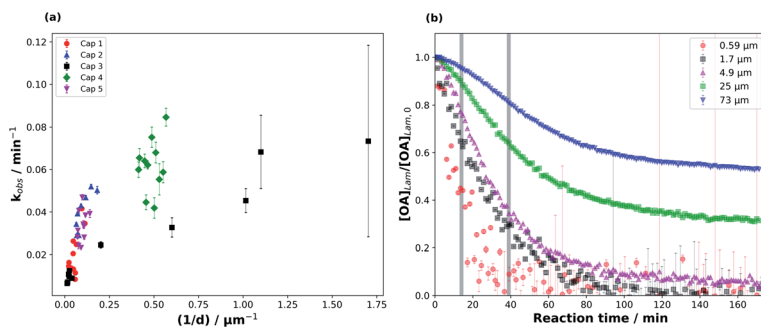 (a)
k_obs / min⁻¹
0.12
0.10
0.08
0.06
0.04
0.02
Cap 1
Cap 2
Cap 3
Cap 4
Cap 5
0.00 0.25 0.50 0.75 1.00 1.25 1.50 1.75
(1/d) / μm⁻¹
(b)
[OA]_Lam/[OA]_Lam,0
1.0
0.8
0.6
0.4
0.2
0.0
0.59 μm
1.7 μm
4.9 μm
25 μm
73 μm
0 20 40 60 80 100 120 140 160
Reaction time / min